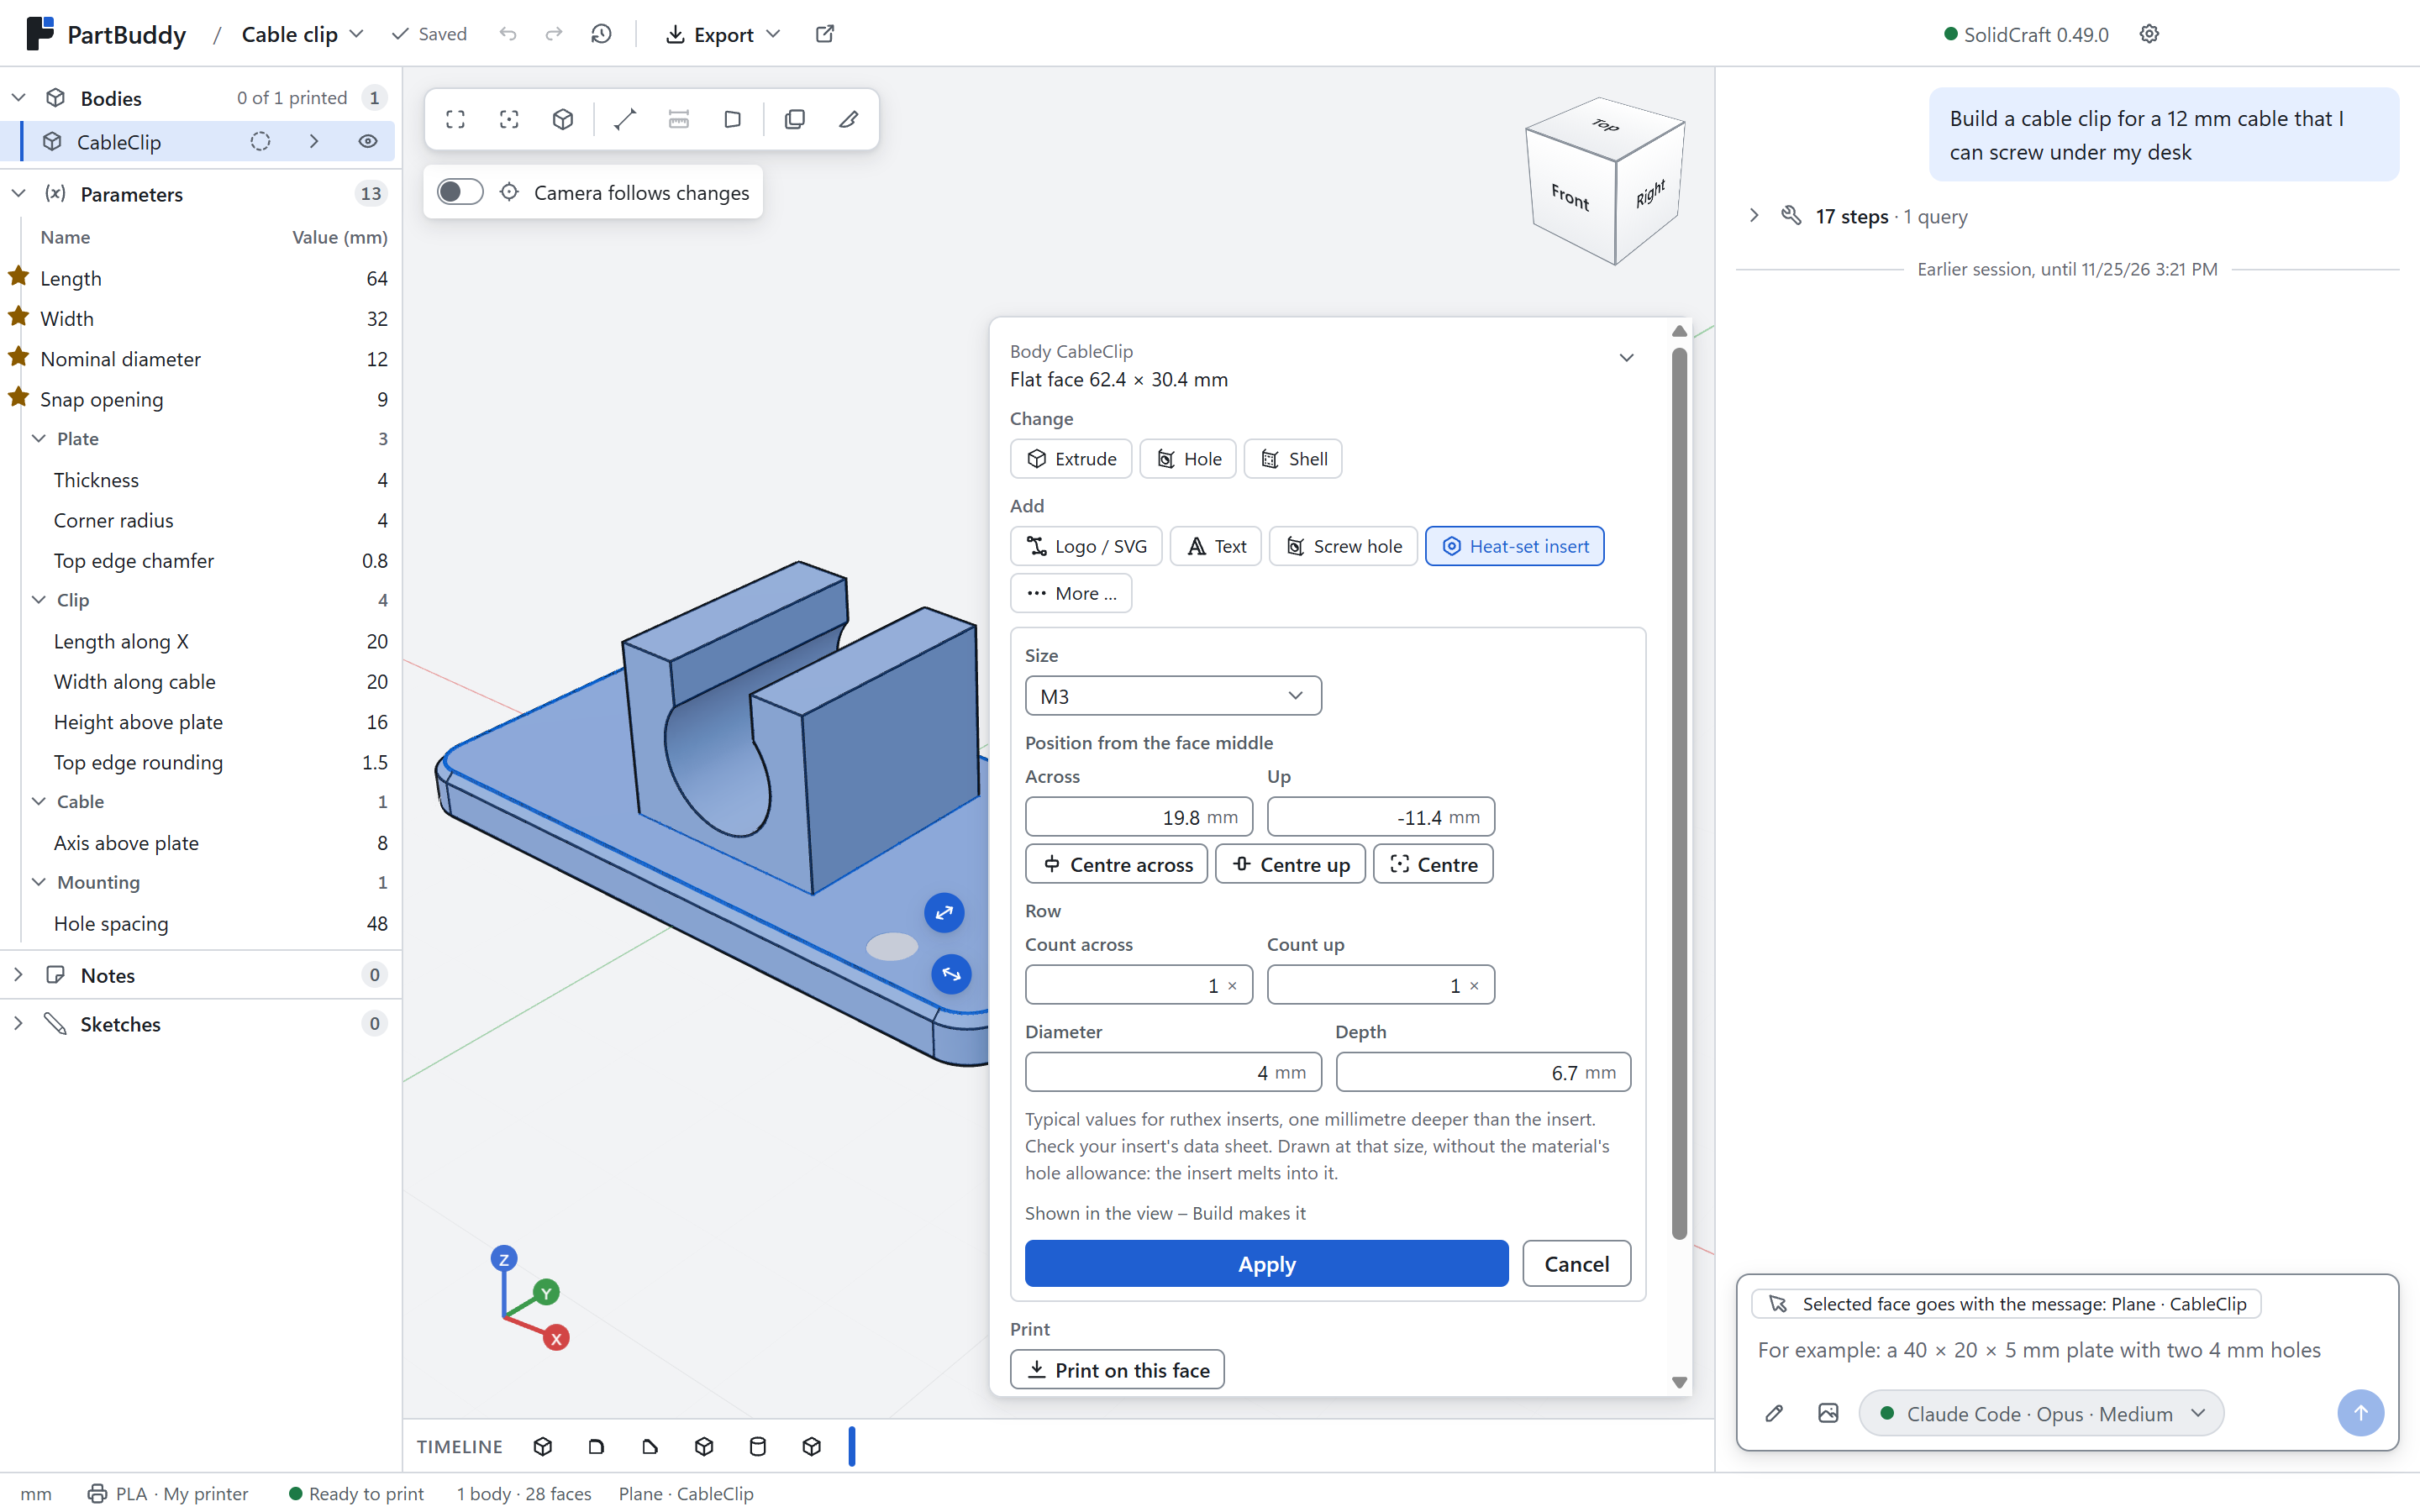 PartBuddy / Cable clip Saved Export SolidCraft 0.49.0
Bodies 0 of 1 printed 1
CableClip
Parameters 13
Name Value (mm)
Length 64
Width 32
Nominal diameter 12
Snap opening 9
Plate 3
Thickness 4
Corner radius 4
Top edge chamfer 0.8
Clip 4
Length along X 20
Width along cable 20
Height above plate 16
Top edge rounding 1.5
Cable 1
Axis above plate 8
Mounting 1
Hole spacing 48
Notes 0
Sketches 0
Camera follows changes
Top
Front
Right
Body CableClip
Flat face 62.4 × 30.4 mm
Change
Extrude Hole Shell
Add
Logo / SVG Text Screw hole Heat-set insert
More ...
Size
M3
Position from the face middle
Across Up
19.8 mm -11.4 mm
Centre across Centre up Centre
Row
Count across Count up
1 × 1 ×
Diameter Depth
4 mm 6.7 mm
Typical values for ruthex inserts, one millimetre deeper than the insert.
Check your insert's data sheet. Drawn at that size, without the material's
hole allowance: the insert melts into it.
Shown in the view – Build makes it
Apply Cancel
Print
Print on this face
Z
Y
X
TIMELINE
Build a cable clip for a 12 mm cable that I
can screw under my desk
17 steps · 1 query
Earlier session, until 11/25/26 3:21 PM
Selected face goes with the message: Plane · CableClip
For example: a 40 × 20 × 5 mm plate with two 4 mm holes
Claude Code · Opus · Medium
mm PLA · My printer Ready to print 1 body · 28 faces Plane · CableClip